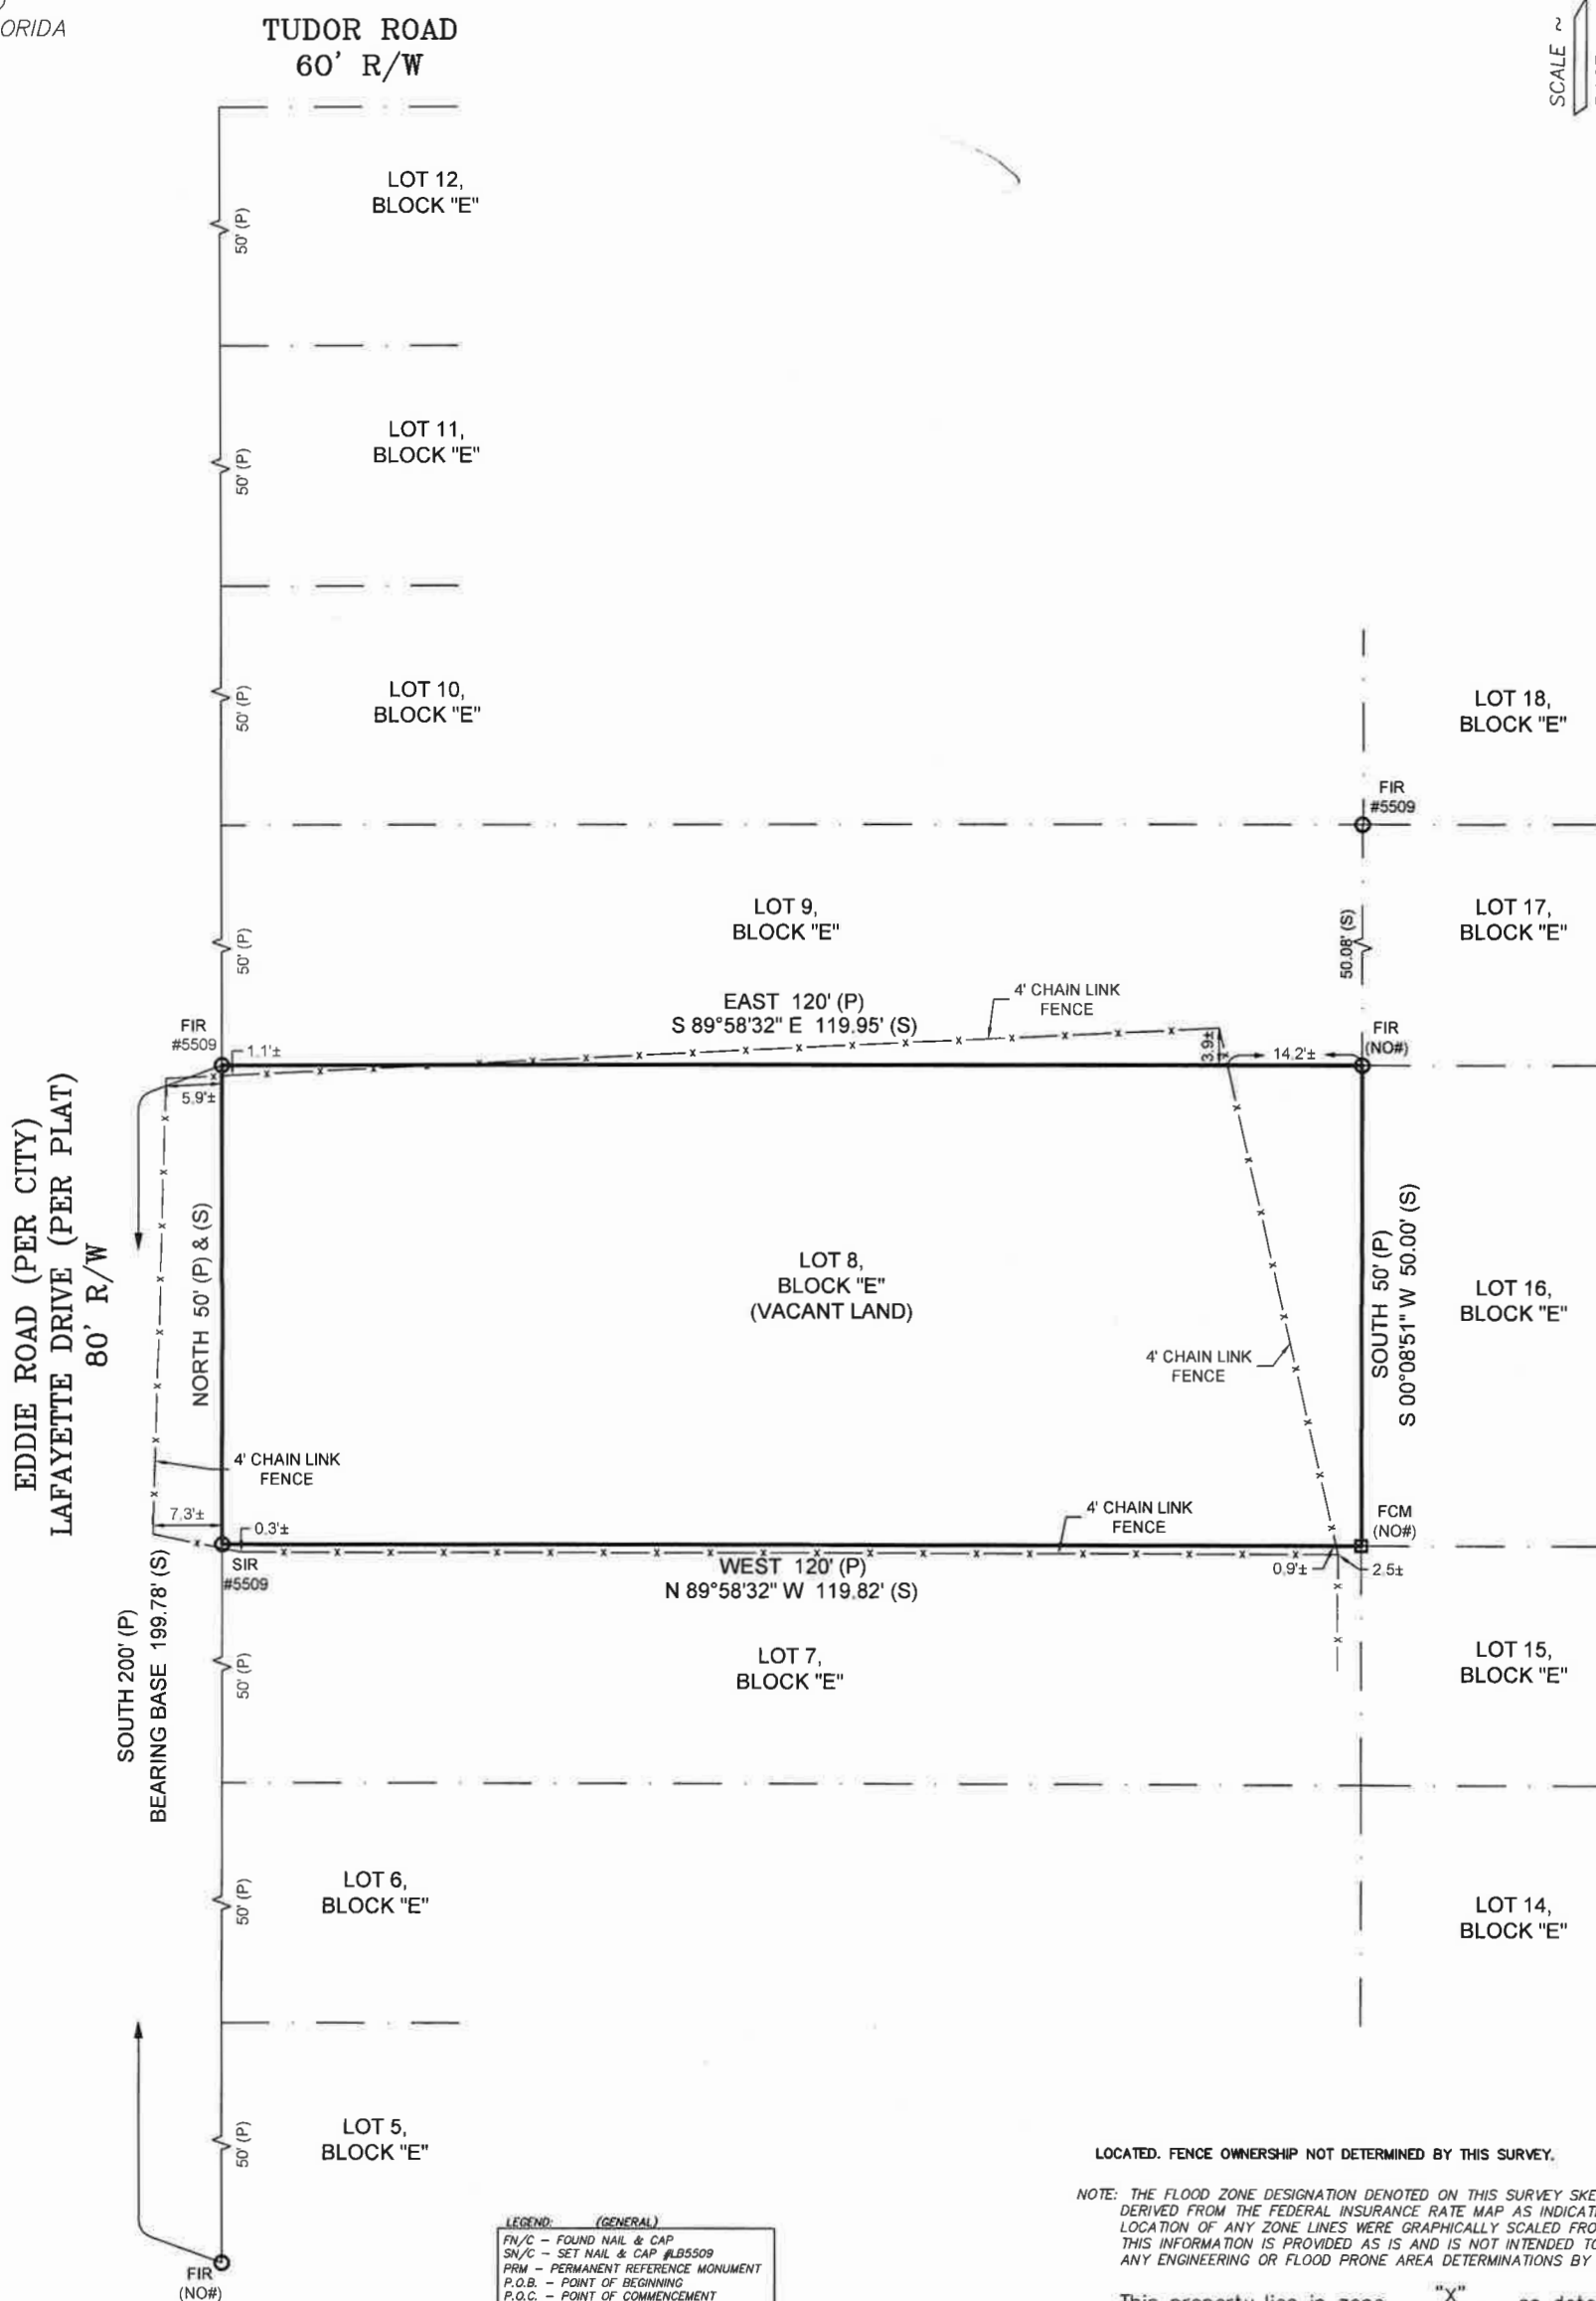 ORIDA
TUDOR ROAD
60' R/W
SCALE ~
LOT 12,
BLOCK "E"
50' (P)
LOT 11,
BLOCK "E"
50' (P)
LOT 10,
BLOCK "E"
50' (P)
LOT 18,
BLOCK "E"
FIR
#5509
LOT 9,
BLOCK "E"
50' (P)
LOT 17,
BLOCK "E"
50.08' (S)
EAST 120' (P)
S 89°58'32" E 119.95' (S)
4' CHAIN LINK
FENCE
FIR
#5509
1.1'±
5.9'±
3.9±
14.2'±
FIR
(NO#)
EDDIE ROAD (PER CITY)
LAFAYETTE DRIVE (PER PLAT)
80' R/W
NORTH 50' (P) & (S)
LOT 8,
BLOCK "E"
(VACANT LAND)
SOUTH 50' (P)
S 00°08'51" W 50.00' (S)
LOT 16,
BLOCK "E"
4' CHAIN LINK
FENCE
4' CHAIN LINK
FENCE
7.3'±
0.3'±
4' CHAIN LINK
FENCE
FCM
(NO#)
SIR
#5509
WEST 120' (P)
N 89°58'32" W 119.82' (S)
0.9'±
2.5±
SOUTH 200' (P)
BEARING BASE 199.78' (S)
50' (P)
LOT 7,
BLOCK "E"
LOT 15,
BLOCK "E"
LOT 6,
BLOCK "E"
50' (P)
LOT 14,
BLOCK "E"
LOT 5,
BLOCK "E"
50' (P)
FIR
(NO#)
LOCATED. FENCE OWNERSHIP NOT DETERMINED BY THIS SURVEY.
NOTE: THE FLOOD ZONE DESIGNATION DENOTED ON THIS SURVEY SKE
DERIVED FROM THE FEDERAL INSURANCE RATE MAP AS INDICAT
LOCATION OF ANY ZONE LINES WERE GRAPHICALLY SCALED FRO
THIS INFORMATION IS PROVIDED AS IS AND IS NOT INTENDED TO
ANY ENGINEERING OR FLOOD PRONE AREA DETERMINATIONS BY
"X"
This property lies in zone
LEGEND: (GENERAL)
FN/C - FOUND NAIL & CAP
SN/C - SET NAIL & CAP #LB5509
PRM - PERMANENT REFERENCE MONUMENT
P.O.B. - POINT OF BEGINNING
P.O.C. - POINT OF COMMENCEMENT